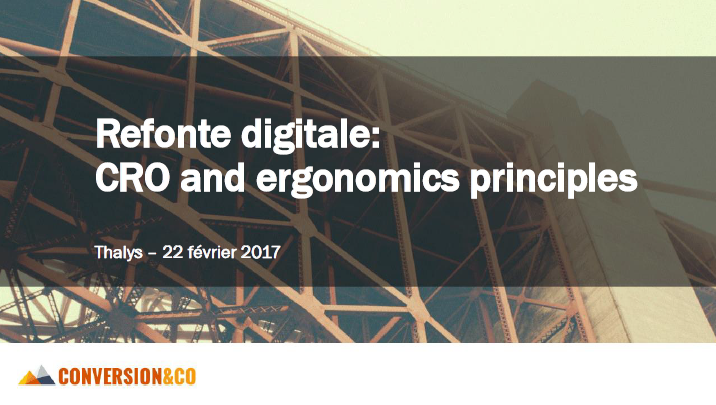 Refonte digitale:
CRO and ergonomics principles
Thalys – 22 février 2017
CONVERSION&CO